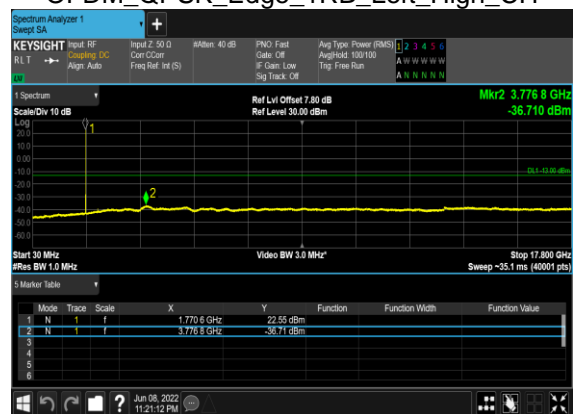 Spectrum Analyzer 1
Swept SA
KEYSIGHT Input: RF Input Z: 50 Ω #Atten: 40 dB PNO: Fast Avg Type: Power (RMS) 1 2 3 4 5 6
RLT Coupling: DC Corr CCorr Gate: Off Avg|Hold: 100/100 A W W W W W
Align: Auto Freq Ref: Int (S) IF Gain: Low Trig: Free Run
Sig Track: Off A N N N N N
1 Spectrum Ref Lvl Offset 7.80 dB Mkr2 3.776 8 GHz
Scale/Div 10 dB Ref Level 30.00 dBm -36.710 dBm
Log
1
20.0
10.0
0.00
-10.0 DL1 -13.00 dBm
-20.0
-30.0 2
-40.0
-50.0
-60.0
Start 30 MHz Video BW 3.0 MHz* Stop 17.800 GHz
#Res BW 1.0 MHz Sweep ~35.1 ms (40001 pts)
5 Marker Table
Mode Trace Scale X Y Function Function Width Function Value
1 N 1 f 1.770 6 GHz 22.55 dBm
2 N 1 f 3.776 8 GHz -36.71 dBm
3
4
5
6
? Jun 08, 2022
11:21:12 PM